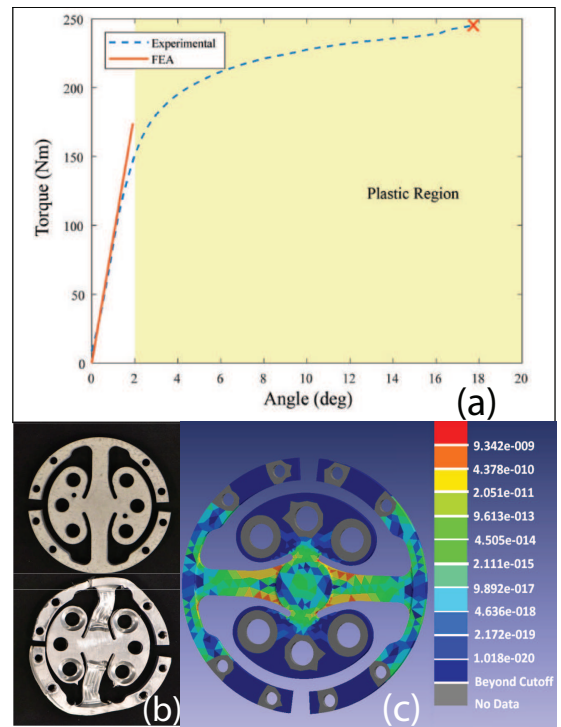 250
200
150
100
50
0
Torque (Nm)
Experimental
FEA
Plastic Region
0 2 4 6 8 10 12 14 16 18 20
Angle (deg)
(a)
(b)
(c)
9.342e-009
4.378e-010
2.051e-011
9.613e-013
4.505e-014
2.111e-015
9.892e-017
4.636e-018
2.172e-019
1.018e-020
Beyond Cutoff
No Data